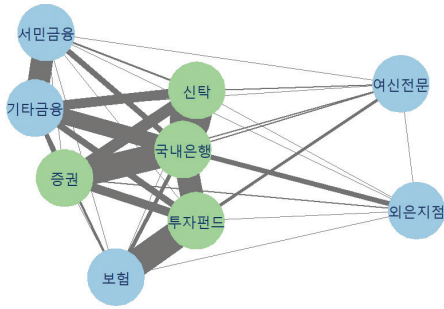 서민금융
기타금융
증권
보험
신탁
국내은행
투자펀드
여신전문
외은지점